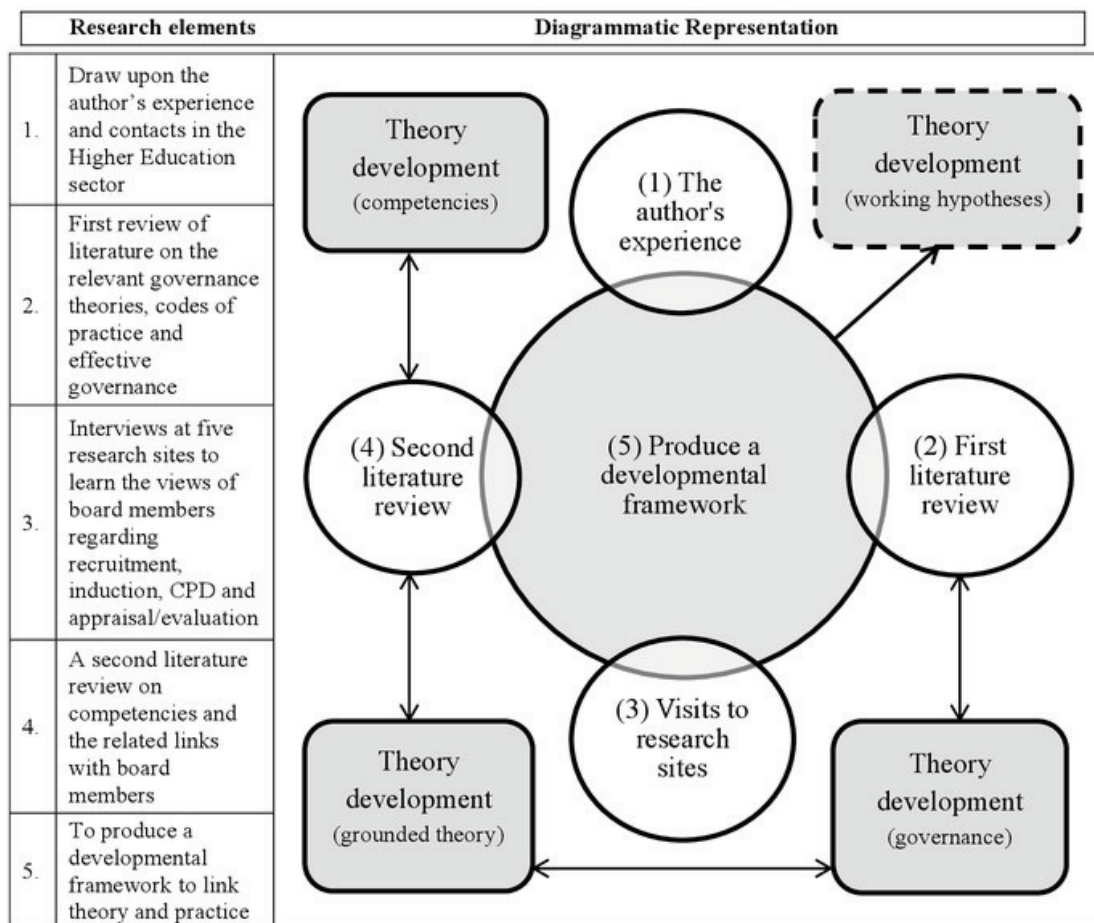 Research elements
Diagrammatic Representation
1.
Draw upon the
author's experience
and contacts in the
Higher Education
sector
2.
First review of
literature on the
relevant governance
theories, codes of
practice and
effective
governance
3.
Interviews at five
research sites to
learn the views of
board members
regarding
recruitment,
induction, CPD and
appraisal/evaluation
4.
A second literature
review on
competencies and
the related links
with board
members
5.
To produce a
developmental
framework to link
theory and practice
Theory
development
(competencies)
(1) The
author's
experience
Theory
development
(working hypotheses)
(4) Second
literature
review
(5) Produce a
developmental
framework
(2) First
literature
review
Theory
development
(grounded theory)
(3) Visits to
research
sites
Theory
development
(governance)